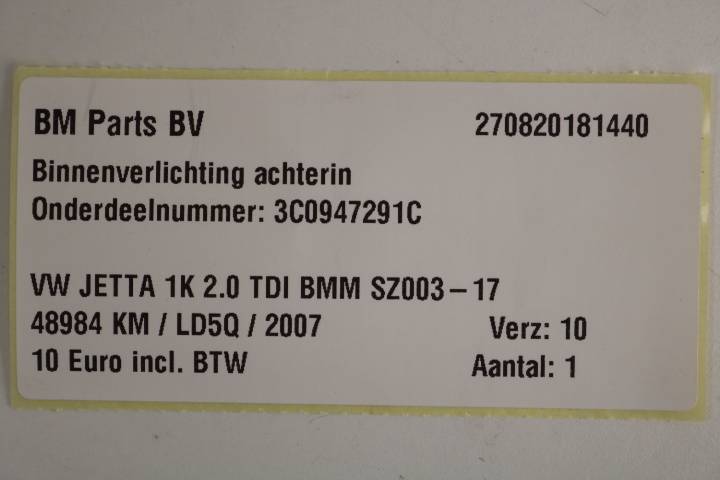 BM Parts BV 270820181440
Binnenverlichting achterin
Onderdeelnummer: 3C0947291C
VW JETTA 1K 2.0 TDI BMM SZ003-17
48984 KM / LD5Q / 2007 Verz: 10
10 Euro incl. BTW Aantal: 1